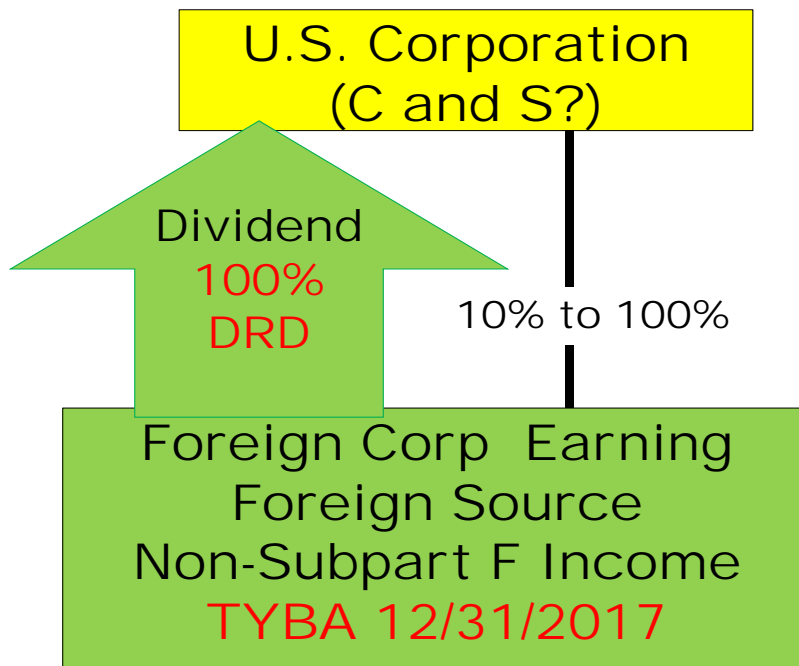 U.S. Corporation
(C and S?)
Dividend
100%
DRD
10% to 100%
Foreign Corp Earning
Foreign Source
Non-Subpart F Income
TYBA 12/31/2017